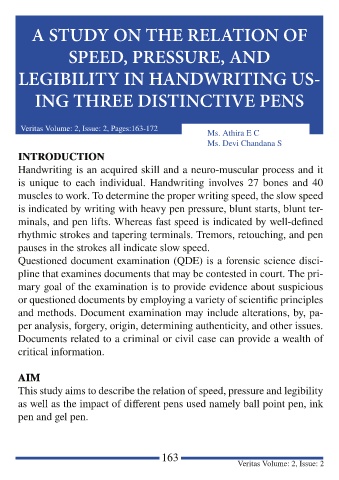 A STUDY ON THE RELATION OF
SPEED, PRESSURE, AND
LEGIBILITY IN HANDWRITING US-
ING THREE DISTINCTIVE PENS
Veritas Volume: 2, Issue: 2, Pages:163-172
Ms. Athira E C
Ms. Devi Chandana S
INTRODUCTION
Handwriting is an acquired skill and a neuro-muscular process and it
is unique to each individual. Handwriting involves 27 bones and 40
muscles to work. To determine the proper writing speed, the slow speed
is indicated by writing with heavy pen pressure, blunt starts, blunt ter-
minals, and pen lifts. Whereas fast speed is indicated by well-defined
rhythmic strokes and tapering terminals. Tremors, retouching, and pen
pauses in the strokes all indicate slow speed.
Questioned document examination (QDE) is a forensic science disci-
pline that examines documents that may be contested in court. The pri-
mary goal of the examination is to provide evidence about suspicious
or questioned documents by employing a variety of scientific principles
and methods. Document examination may include alterations, by, pa-
per analysis, forgery, origin, determining authenticity, and other issues.
Documents related to a criminal or civil case can provide a wealth of
critical information.
AIM
This study aims to describe the relation of speed, pressure and legibility
as well as the impact of different pens used namely ball point pen, ink
pen and gel pen.
163
Veritas Volume: 2, Issue: 2